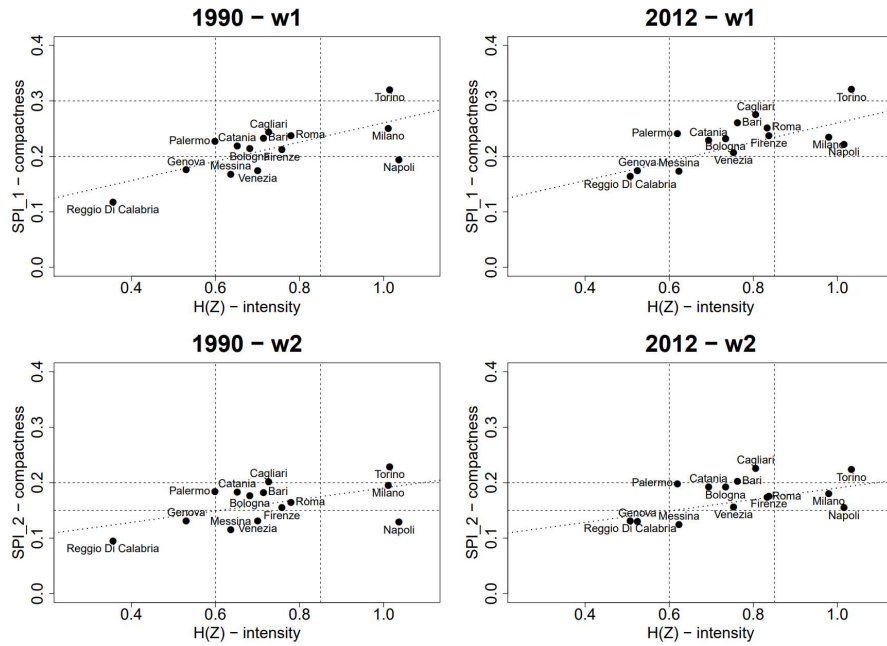 1990 − w1
SPI_1 − compactness
0.4
0.3
0.2
0.1
0.0
Torino
Cagliari
Catania
Bari
Roma
Milano
Palermo
Bologna
Firenze
Genova
Messina
Venezia
Napoli
Reggio Di Calabria
0.4
0.6
0.8
1.0
H(Z) − intensity
2012 − w1
SPI_1 − compactness
0.4
0.3
0.2
0.1
0.0
Torino
Cagliari
Bari
Roma
Palermo
Catania
Firenze
Milano
Bologna
Venezia
Napoli
Genova
Messina
Reggio Di Calabria
0.4
0.6
0.8
1.0
H(Z) − intensity
1990 − w2
SPI_2 − compactness
0.4
0.3
0.2
0.1
0.0
Cagliari
Torino
Catania
Palermo
Bari
Milano
Bologna
Roma
Genova
Firenze
Messina
Venezia
Napoli
Reggio Di Calabria
0.4
0.6
0.8
1.0
H(Z) − intensity
2012 − w2
SPI_2 − compactness
0.4
0.3
0.2
0.1
0.0
Cagliari
Torino
Palermo
Catania
Bari
Bologna
Roma
Milano
Firenze
Venezia
Napoli
Genova
Messina
Reggio Di Calabria
0.4
0.6
0.8
1.0
H(Z) − intensity